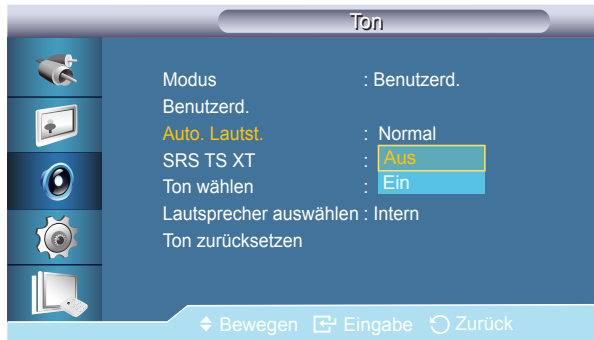 Ton
Modus : Benutzerd.
Benutzerd.
Auto. Lautst. : Normal
SRS TS XT : Aus
Ton wählen : Ein
Lautsprecher auswählen : Intern
Ton zurücksetzen
Bewegen Eingabe Zurück